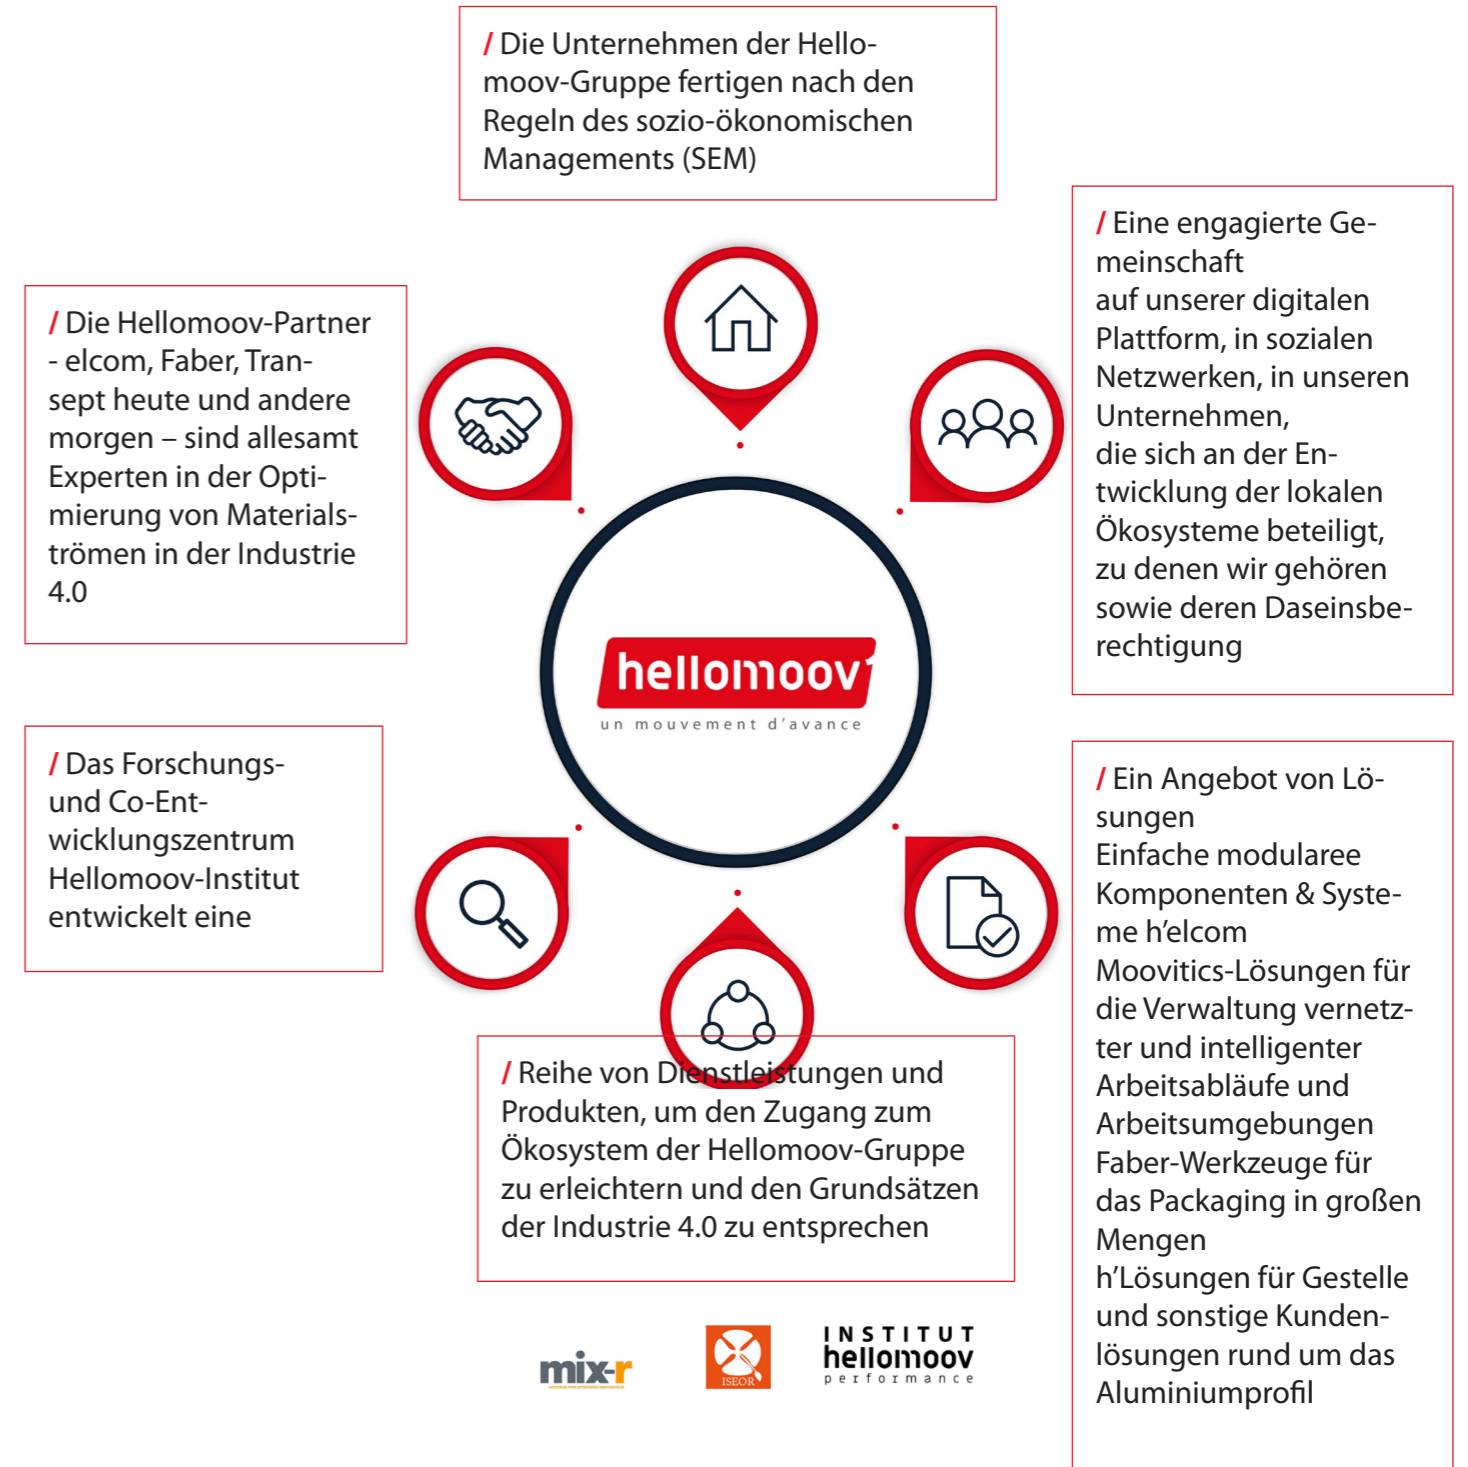 / Die Unternehmen der Hello-
moov-Gruppe fertigen nach den
Regeln des sozio-ökonomischen
Managements (SEM)
/ Eine engagierte Ge-
meinschaft
auf unserer digitalen
Plattform, in sozialen
Netzwerken, in unseren
Unternehmen,
die sich an der En-
twicklung der lokalen
Ökosysteme beteiligt,
zu denen wir gehören
sowie deren Daseinsbe-
rechtigung
/ Die Hellomoov-Partner
- elcom, Faber, Tran-
sept heute und andere
morgen – sind allesamt
Experten in der Opti-
mierung von Materials-
trömen in der Industrie
4.0
hellomoov'
un mouvement d'avance
/ Das Forschungs-
und Co-Ent-
wicklungszentrum
Hellomoov-Institut
entwickelt eine
/ Ein Angebot von Lö-
sungen
Einfache modularee
Komponenten & Syste-
me h’elcom
Moovitics-Lösungen für
die Verwaltung vernetz-
ter und intelligenter
Arbeitsabläufe und
Arbeitsumgebungen
Faber-Werkzeuge für
das Packaging in großen
Mengen
h’Lösungen für Gestelle
und sonstige Kunden-
lösungen rund um das
Aluminiumprofil
/ Reihe von Dienstleistungen und
Produkten, um den Zugang zum
Ökosystem der Hellomoov-Gruppe
zu erleichtern und den Grundsätzen
der Industrie 4.0 zu entsprechen
mix-r
ISEOR
INSTITUT
hellomoov
performance